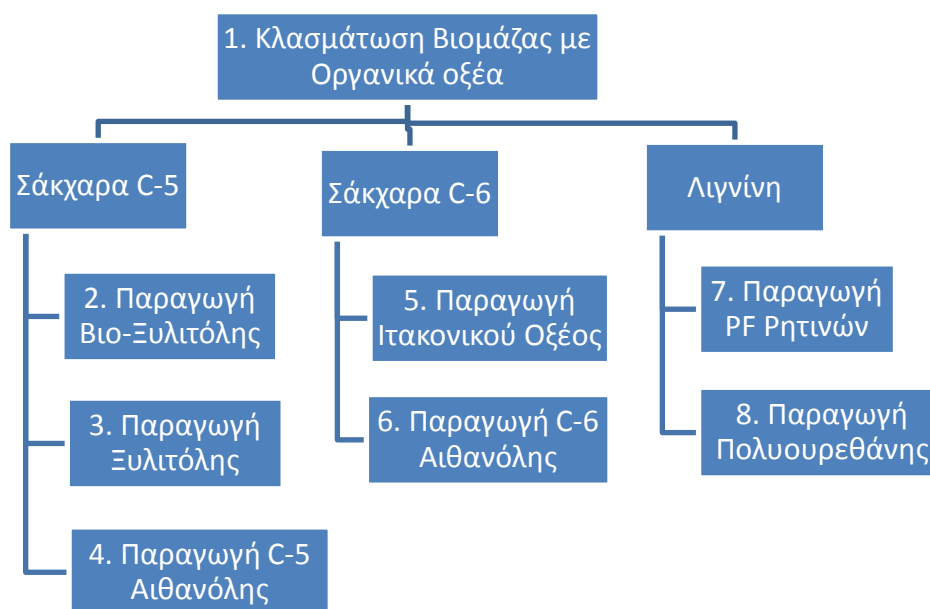 1. Κλασμάτωση Βιομάζας με
Οργανικά οξέα
Σάκχαρα C-5
Σάκχαρα C-6
Λιγνίνη
2. Παραγωγή
Βιο-Ξυλιτόλης
3. Παραγωγή
Ξυλιτόλης
4. Παραγωγή C-5
Αιθανόλης
5. Παραγωγή
Ιτακονικού Οξέος
6. Παραγωγή C-6
Αιθανόλης
7. Παραγωγή
PF Ρητινών
8. Παραγωγή
Πολυουρεθάνης